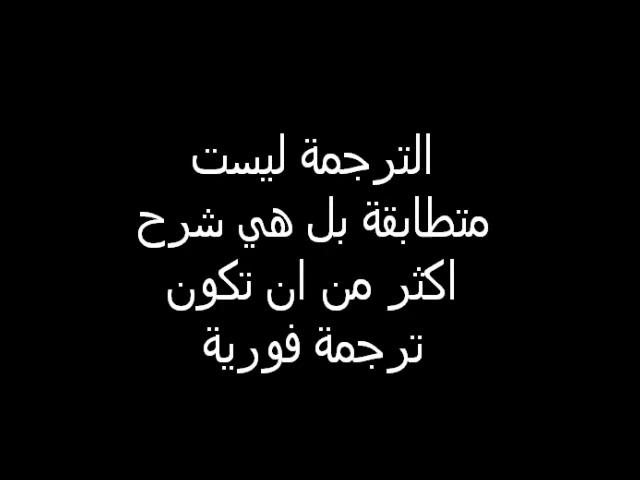 الترجمة ليست
متطابقة بل هي شرح
اكثر من ان تكون
ترجمة فورية